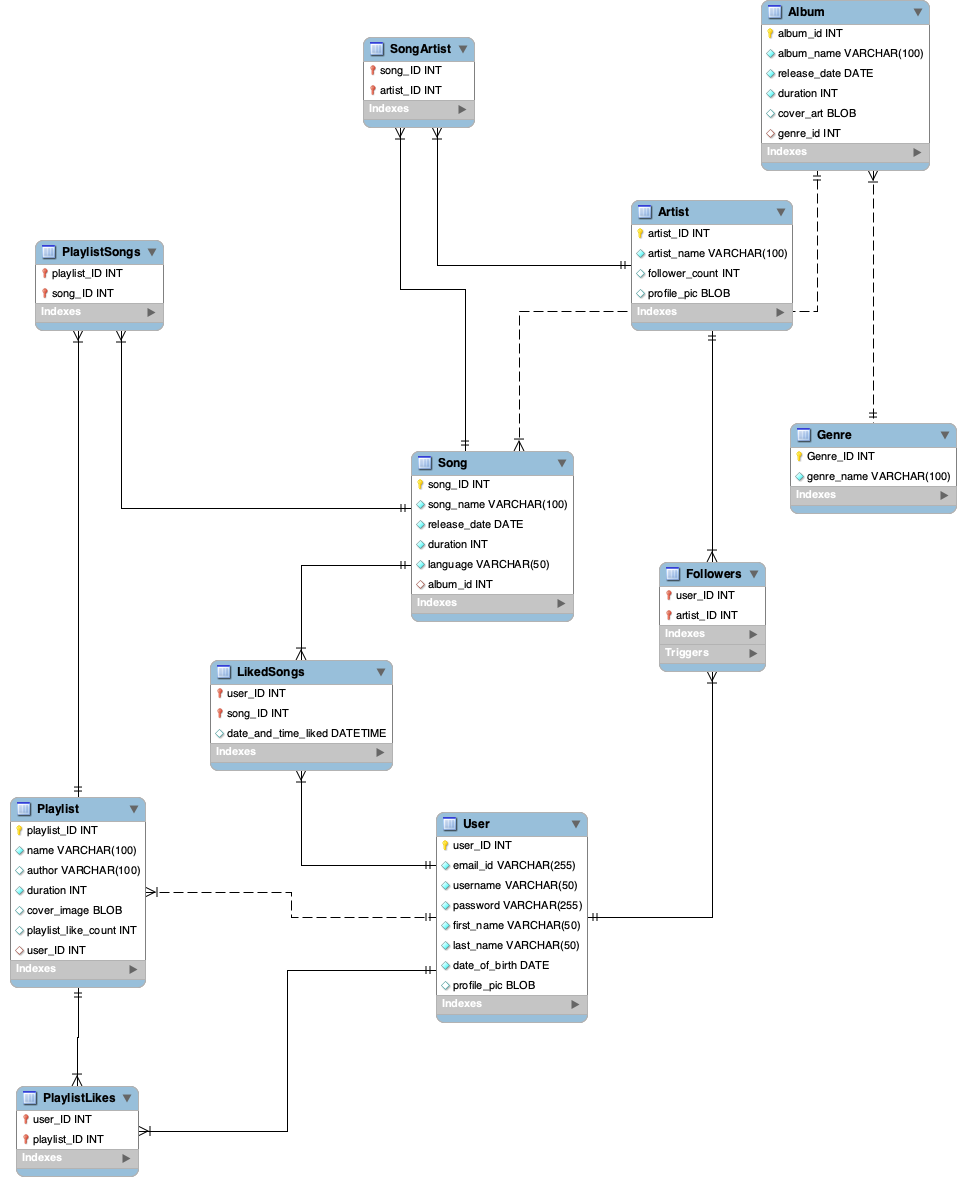 Album
album_id INT
album_name VARCHAR(100)
release_date DATE
duration INT
cover_art BLOB
genre_id INT
Indexes
SongArtist
song_ID INT
artist_ID INT
Indexes
Artist
artist_ID INT
artist_name VARCHAR(100)
follower_count INT
profile_pic BLOB
Indexes
PlaylistSongs
playlist_ID INT
song_ID INT
Indexes
Genre
Genre_ID INT
genre_name VARCHAR(100)
Indexes
Song
song_ID INT
song_name VARCHAR(100)
release_date DATE
duration INT
language VARCHAR(50)
album_id INT
Indexes
Followers
user_ID INT
artist_ID INT
Indexes
Triggers
LikedSongs
user_ID INT
song_ID INT
date_and_time_liked DATETIME
Indexes
Playlist
playlist_ID INT
name VARCHAR(100)
author VARCHAR(100)
duration INT
cover_image BLOB
playlist_like_count INT
user_ID INT
Indexes
User
user_ID INT
email_id VARCHAR(255)
username VARCHAR(50)
password VARCHAR(255)
first_name VARCHAR(50)
last_name VARCHAR(50)
date_of_birth DATE
profile_pic BLOB
Indexes
PlaylistLikes
user_ID INT
playlist_ID INT
Indexes